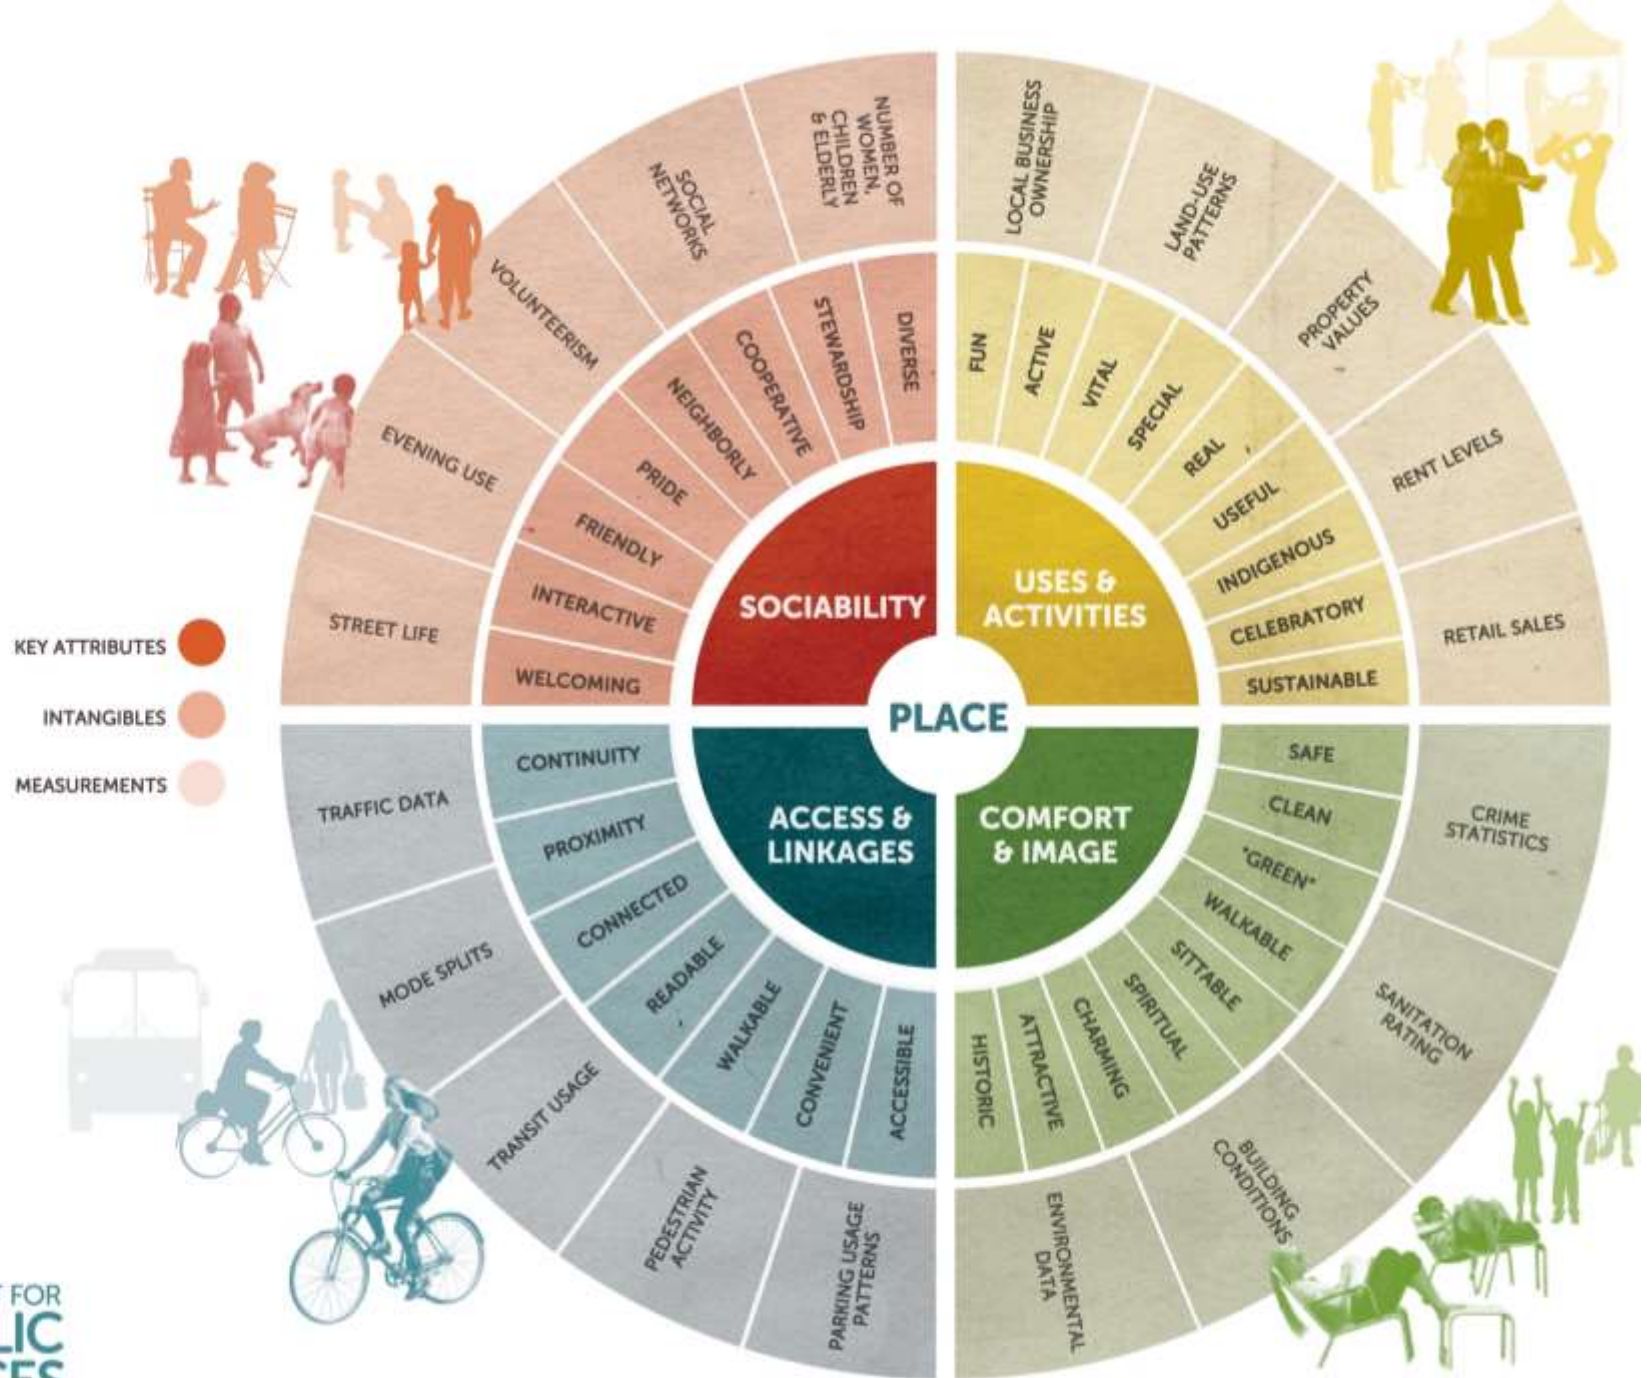 NUMBER OF
WOMEN,
CHILDREN
& ELDERLY
SOCIAL
NETWORKS
VOLUNTEERISM
EVENING USE
STREET LIFE
DIVERSE
STEWARDSHIP
COOPERATIVE
NEIGHBORLY
PRIDE
FRIENDLY
INTERACTIVE
WELCOMING
SOCIABILITY
LOCAL BUSINESS
OWNERSHIP
LAND-USE
PATTERNS
PROPERTY
VALUES
RENT LEVELS
RETAIL SALES
FUN
ACTIVE
VITAL
SPECIAL
REAL
USEFUL
INDIGENOUS
CELEBRATORY
SUSTAINABLE
USES &
ACTIVITIES
PLACE
KEY ATTRIBUTES
INTANGIBLES
MEASUREMENTS
ACCESS &
LINKAGES
CONTINUITY
PROXIMITY
CONNECTED
READABLE
WALKABLE
CONVENIENT
ACCESSIBLE
TRAFFIC DATA
MODE SPLITS
TRANSIT USAGE
PEDESTRIAN
ACTIVITY
PARKING USAGE
PATTERNS
COMFORT
& IMAGE
SAFE
CLEAN
"GREEN"
WALKABLE
SITTABLE
SPIRITUAL
CHARMING
ATTRACTIVE
HISTORIC
CRIME
STATISTICS
SANITATION
RATING
BUILDING
CONDITIONS
ENVIRONMENTAL
DATA
T FOR
LIC
CES